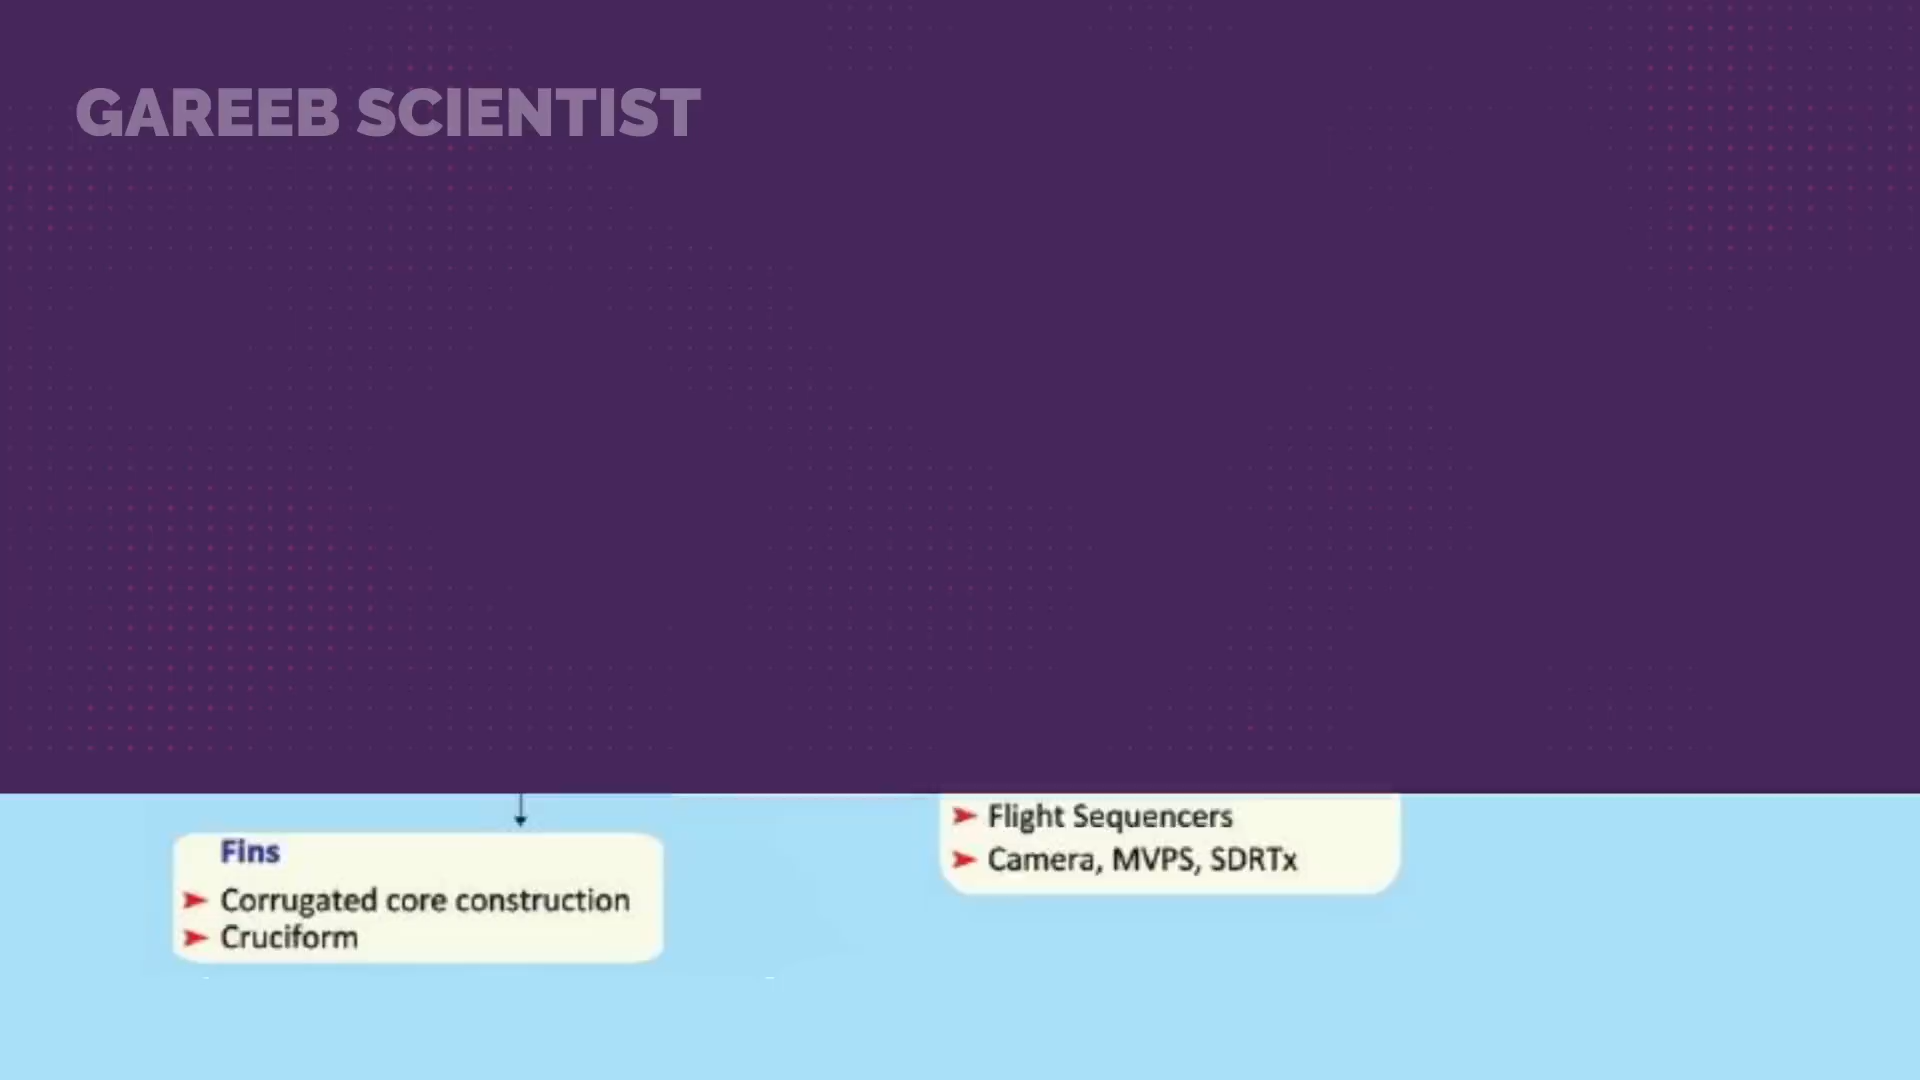 GAREEB SCIENTIST
Fins
Corrugated core construction
Cruciform
Flight Sequencers
Camera, MVPS, SDRTx